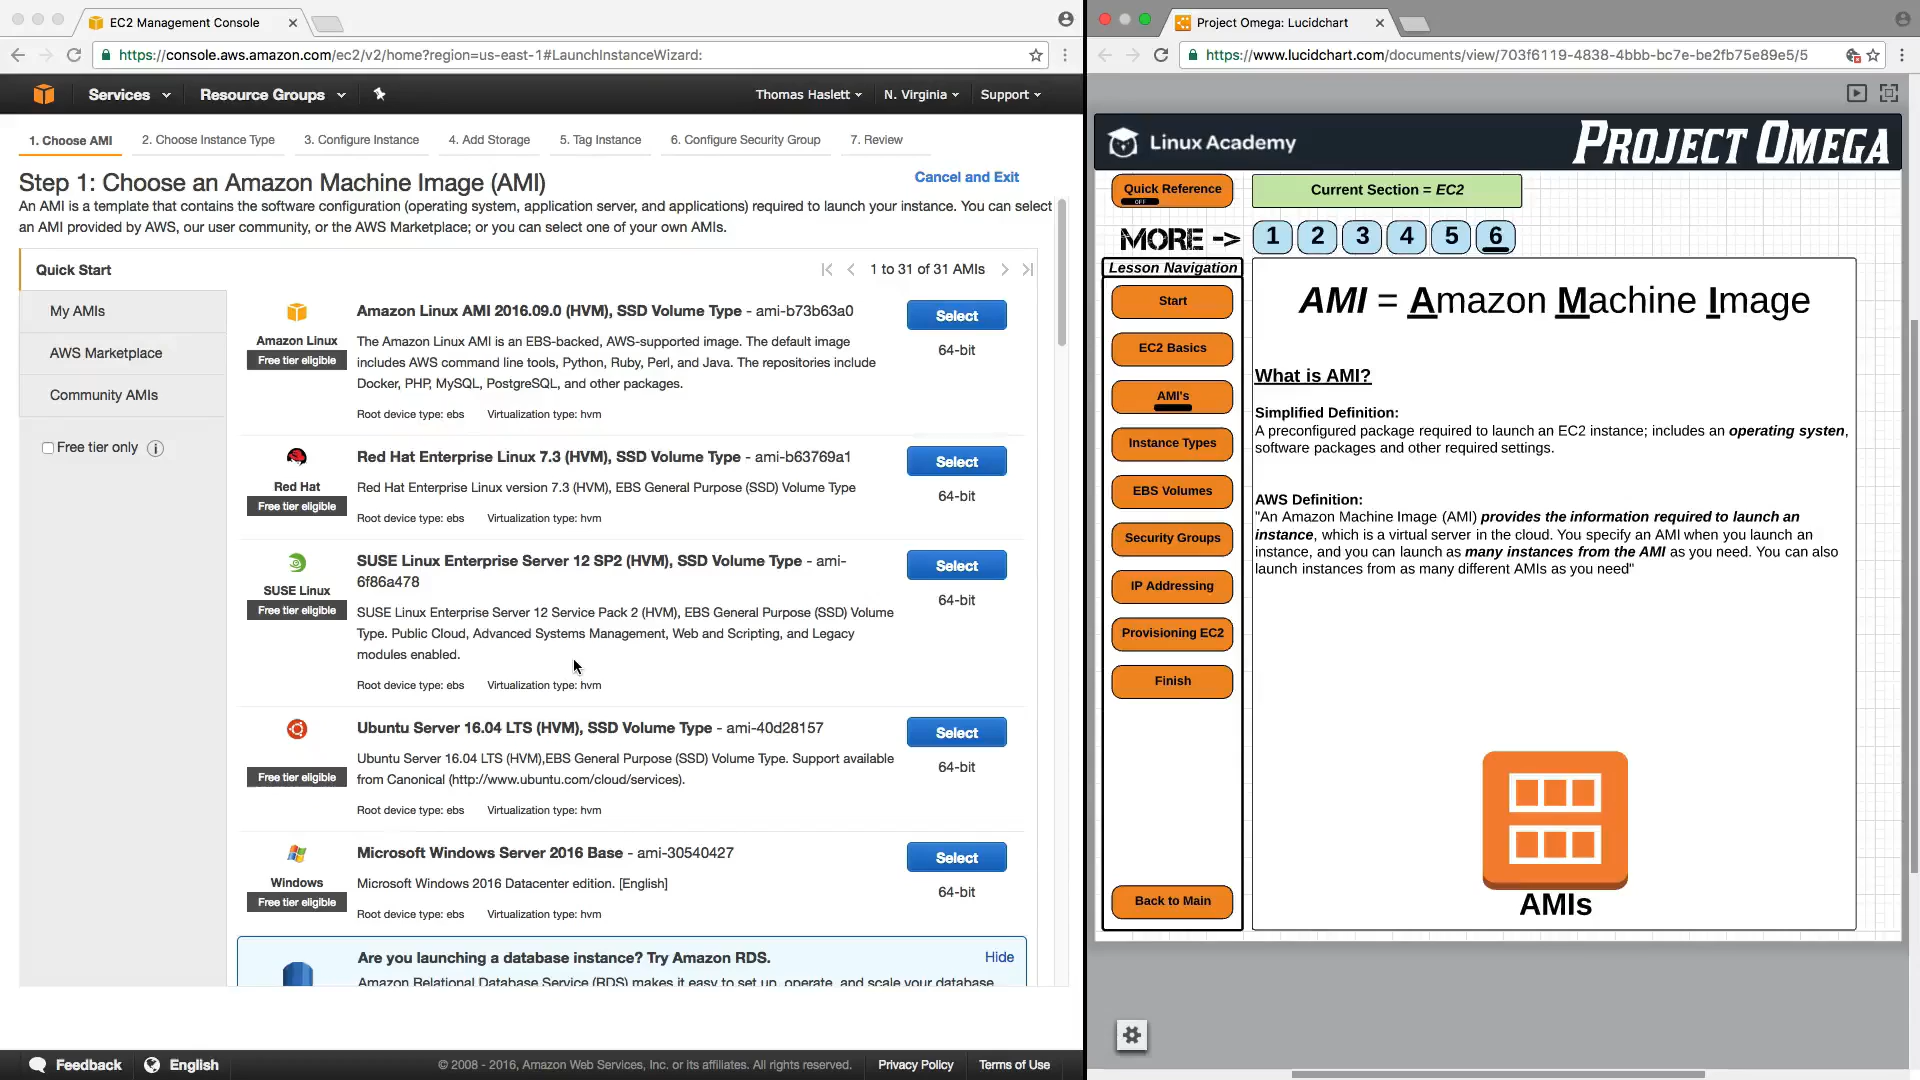 EC2 Management Console
https://console.aws.amazon.com/ec2/v2/home?region=us-east-1#LaunchInstanceWizard:
Services
Resource Groups
Thomas Haslett
N. Virginia
Support
1. Choose AMI
2. Choose Instance Type
3. Configure Instance
4. Add Storage
5. Tag Instance
6. Configure Security Group
7. Review
Step 1: Choose an Amazon Machine Image (AMI)
Cancel and Exit
An AMI is a template that contains the software configuration (operating system, application server, and applications) required to launch your instance. You can select
an AMI provided by AWS, our user community, or the AWS Marketplace; or you can select one of your own AMIs.
Quick Start
My AMIs
AWS Marketplace
Community AMIs
Free tier only
1 to 31 of 31 AMIs
Amazon Linux
Free tier eligible
Amazon Linux AMI 2016.09.0 (HVM), SSD Volume Type - ami-b73b63a0
The Amazon Linux AMI is an EBS-backed, AWS-supported image. The default image
includes AWS command line tools, Python, Ruby, Perl, and Java. The repositories include
Docker, PHP, MySQL, PostgreSQL, and other packages.
Root device type: ebs Virtualization type: hvm
Select
64-bit
Red Hat
Free tier eligible
Red Hat Enterprise Linux 7.3 (HVM), SSD Volume Type - ami-b63769a1
Red Hat Enterprise Linux version 7.3 (HVM), EBS General Purpose (SSD) Volume Type
Root device type: ebs Virtualization type: hvm
Select
64-bit
SUSE Linux
Free tier eligible
SUSE Linux Enterprise Server 12 SP2 (HVM), SSD Volume Type - ami-
6f86a478
SUSE Linux Enterprise Server 12 Service Pack 2 (HVM), EBS General Purpose (SSD) Volume
Type. Public Cloud, Advanced Systems Management, Web and Scripting, and Legacy
modules enabled.
Root device type: ebs Virtualization type: hvm
Select
64-bit
Free tier eligible
Ubuntu Server 16.04 LTS (HVM), SSD Volume Type - ami-40d28157
Ubuntu Server 16.04 LTS (HVM),EBS General Purpose (SSD) Volume Type. Support available
from Canonical (http://www.ubuntu.com/cloud/services).
Root device type: ebs Virtualization type: hvm
Select
64-bit
Windows
Free tier eligible
Microsoft Windows Server 2016 Base - ami-30540427
Microsoft Windows 2016 Datacenter edition. [English]
Root device type: ebs Virtualization type: hvm
Select
64-bit
Are you launching a database instance? Try Amazon RDS.
Hide
Amazon Relational Database Service (RDS) makes it easy to set up, operate, and scale your database
Feedback
English
© 2008 - 2016, Amazon Web Services, Inc. or its affiliates. All rights reserved.
Privacy Policy
Terms of Use
Project Omega: Lucidchart
https://www.lucidchart.com/documents/view/703f6119-4838-4bbb-bc7e-be2fb75e89e5/5
Linux Academy
PROJECT OMEGA
Quick Reference
OFF
Current Section = EC2
MORE ->
1
2
3
4
5
6
Lesson Navigation
Start
EC2 Basics
AMI's
Instance Types
EBS Volumes
Security Groups
IP Addressing
Provisioning EC2
Finish
Back to Main
AMI = Amazon Machine Image
What is AMI?
Simplified Definition:
A preconfigured package required to launch an EC2 instance; includes an operating systen,
software packages and other required settings.
AWS Definition:
"An Amazon Machine Image (AMI) provides the information required to launch an
instance, which is a virtual server in the cloud. You specify an AMI when you launch an
instance, and you can launch as many instances from the AMI as you need. You can also
launch instances from as many different AMIs as you need"
AMIs